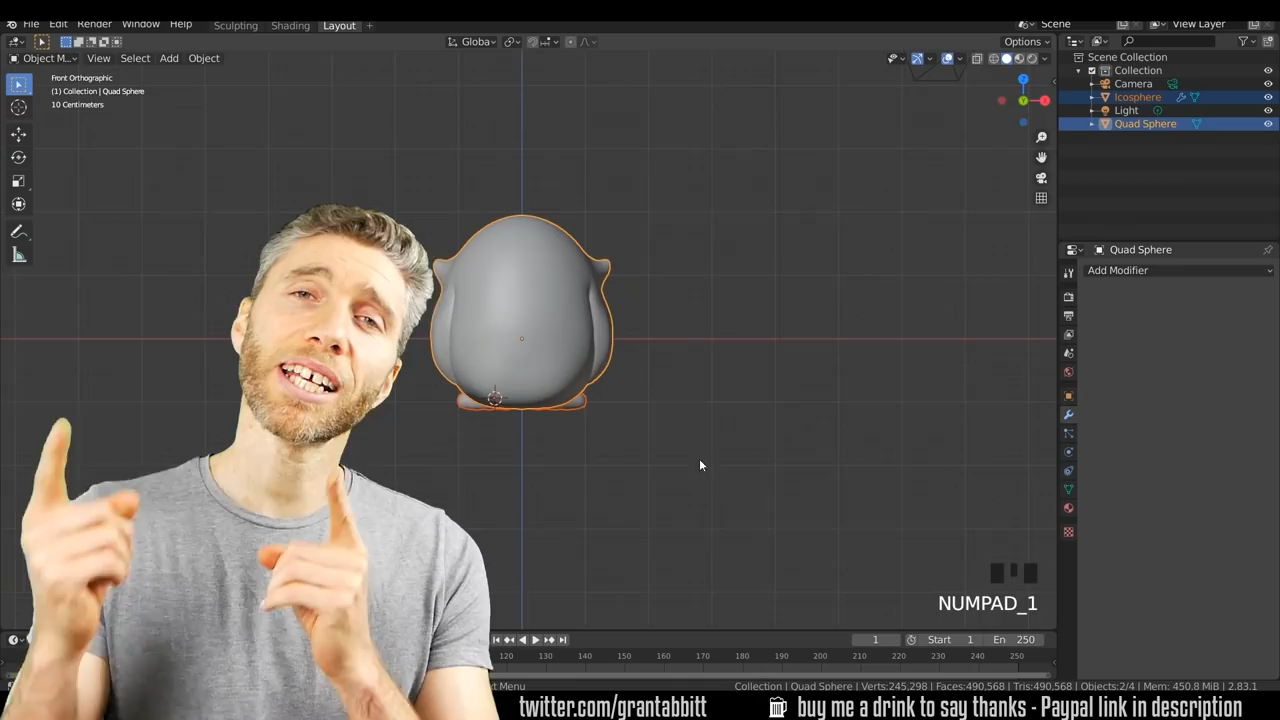 File Edit Render Window Help Sculpting Shading Layout + Scene View Layer
Globa Options
Object M... View Select Add Object
Front Orthographic
(1) Collection | Quad Sphere
10 Centimeters
Scene Collection
Collection
Camera
Icosphere
Light
Quad Sphere
Quad Sphere
Add Modifier
NUMPAD_1
1 Start 1 En 250
120 130 140 150 160 170 180 190 200 210 220 230 240 250
Menu Collection | Quad Sphere | Verts:245,298 | Faces:490,568 | Tris:490,568 | Objects:2/4 | Mem: 450.8 MiB | 2.83.1
twitter.com/grantabbitt buy me a drink to say thanks - Paypal link in description